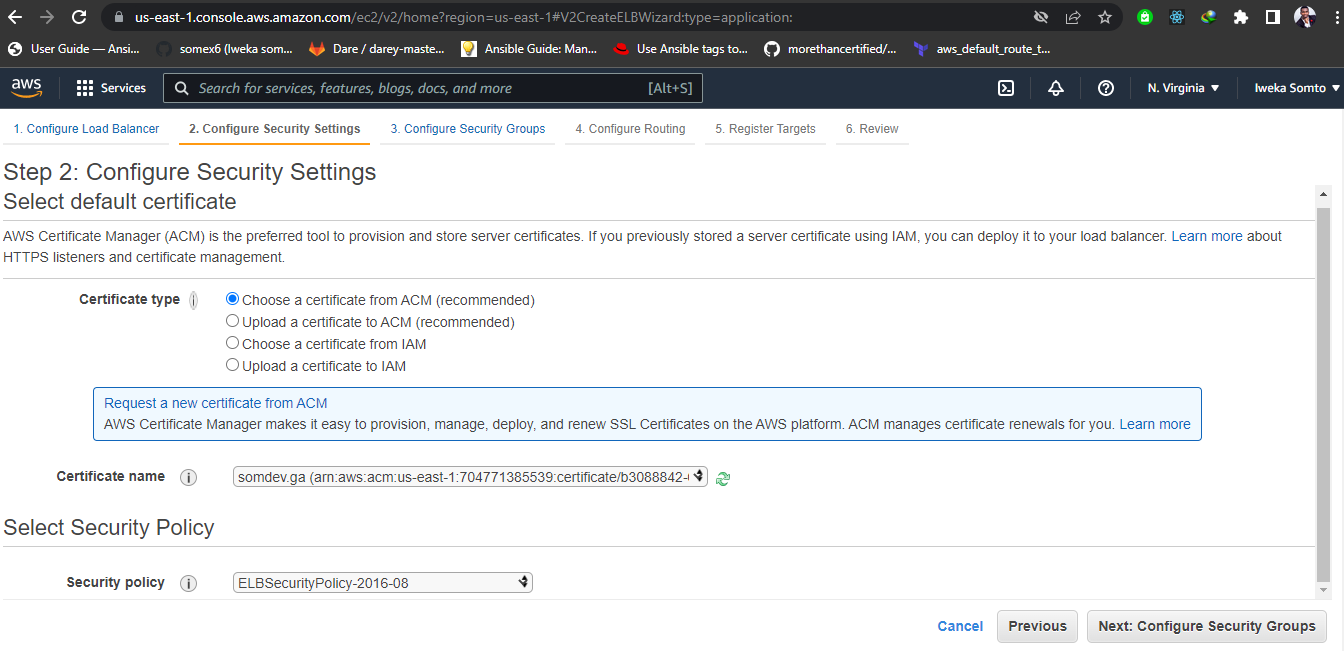 us-east-1.console.aws.amazon.com/ec2/v2/home?region=us-east-1#V2CreateELBWizard:type=application:
User Guide — Ansi... somex6 (Iweka som... Dare / darey-maste... Ansible Guide: Man... Use Ansible tags to... morethancertified/... aws_default_route_t...
aws Services Search for services, features, blogs, docs, and more [Alt+S] N. Virginia ▼ Iweka Somto ▼
1. Configure Load Balancer 2. Configure Security Settings 3. Configure Security Groups 4. Configure Routing 5. Register Targets 6. Review
Step 2: Configure Security Settings
Select default certificate
AWS Certificate Manager (ACM) is the preferred tool to provision and store server certificates. If you previously stored a server certificate using IAM, you can deploy it to your load balancer. Learn more about
HTTPS listeners and certificate management.
Certificate type i Choose a certificate from ACM (recommended)
Upload a certificate to ACM (recommended)
Choose a certificate from IAM
Upload a certificate to IAM
Request a new certificate from ACM
AWS Certificate Manager makes it easy to provision, manage, deploy, and renew SSL Certificates on the AWS platform. ACM manages certificate renewals for you. Learn more
Certificate name i somdev.ga (arn:aws:acm:us-east-1:704771385539:certificate/b3088842-
Select Security Policy
Security policy i ELBSecurityPolicy-2016-08
Cancel Previous Next: Configure Security Groups